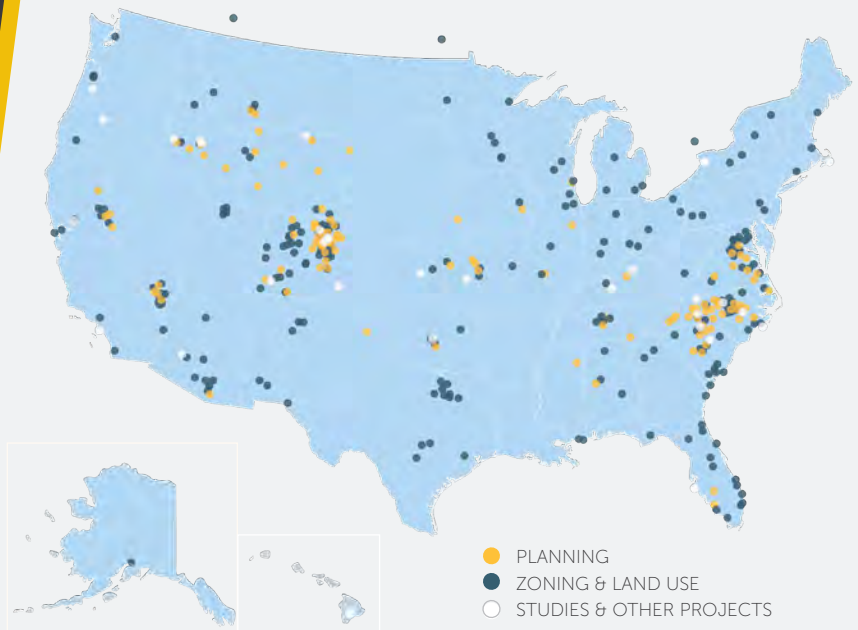 PLANNING
ZONING & LAND USE
STUDIES & OTHER PROJECTS